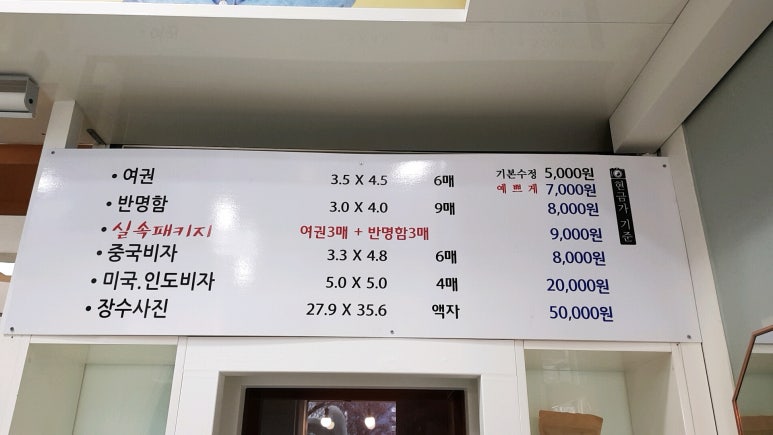 • 여권 3.5 X 4.5 6매 기본수정 5,000원
예쁘게 7,000원
• 반명함 3.0 X 4.0 9매 8,000원
• 실속패키지 여권3매 + 반명함3매 9,000원
• 중국비자 3.3 X 4.8 6매 8,000원
• 미국.인도비자 5.0 X 5.0 4매 20,000원
• 장수사진 27.9 X 35.6 액자 50,000원
현금가 기준